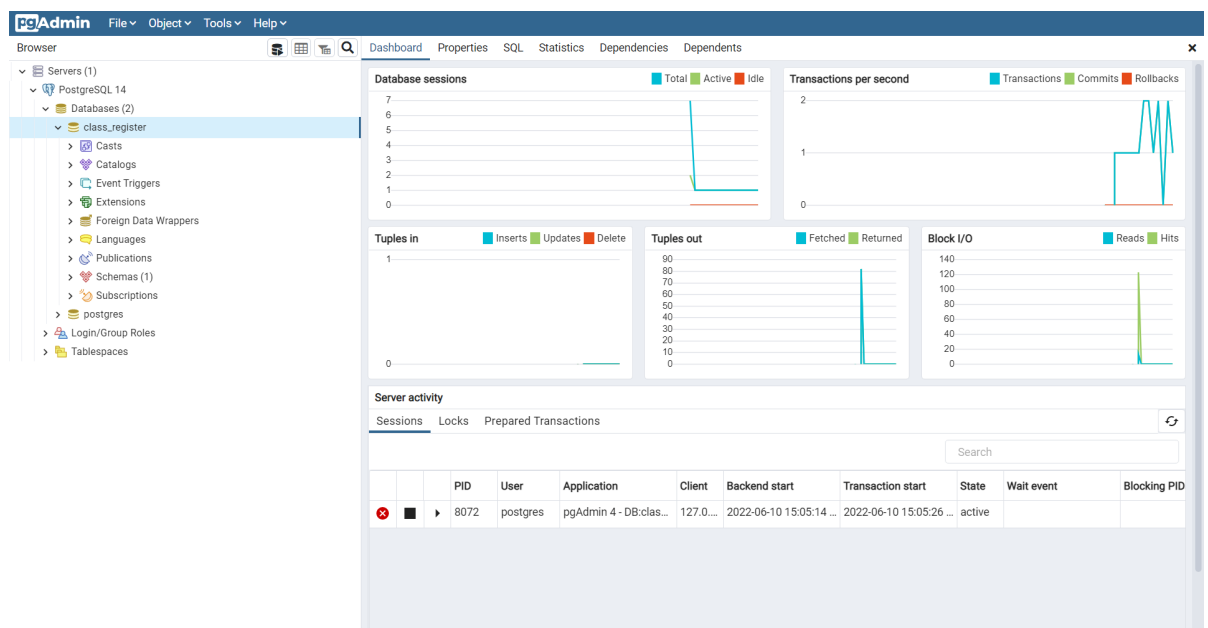 pgAdmin File Object Tools Help
Browser
Dashboard Properties SQL Statistics Dependencies Dependents
Servers (1)
PostgreSQL 14
Databases (2)
class_register
Casts
Catalogs
Event Triggers
Extensions
Foreign Data Wrappers
Languages
Publications
Schemas (1)
Subscriptions
postgres
Login/Group Roles
Tablespaces
Database sessions Total Active Idle
7
6
5
4
3
2
1
0
Transactions per second Transactions Commits Rollbacks
2
1
0
Tuples in Inserts Updates Delete
1
0
Tuples out Fetched Returned
90
80
70
60
50
40
30
20
10
0
Block I/O Reads Hits
140
120
100
80
60
40
20
0
Server activity
Sessions Locks Prepared Transactions
Search
PID User Application Client Backend start Transaction start State Wait event Blocking PID
8072 postgres pgAdmin 4 - DB:clas... 127.0.... 2022-06-10 15:05:14 ... 2022-06-10 15:05:26 ... active